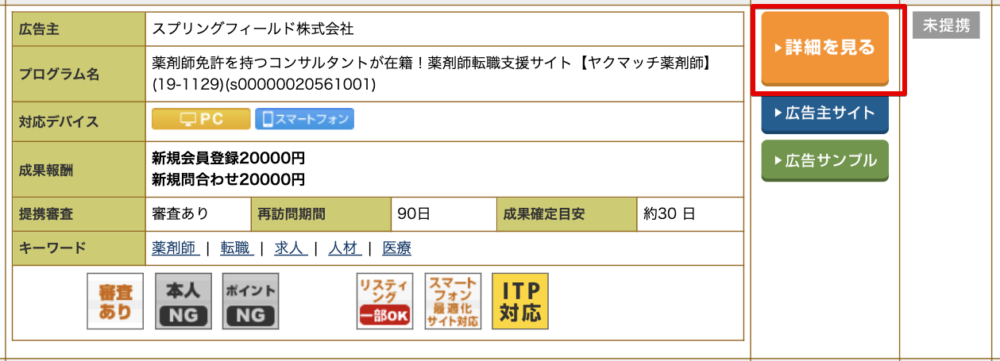 広告主
スプリングフィールド株式会社
プログラム名
薬剤師免許を持つコンサルタントが在籍！薬剤師転職支援サイト【ヤクマッチ薬剤師】
(19-1129)(s00000020561001)
対応デバイス
PC スマートフォン
成果報酬
新規会員登録20000円
新規問合わせ20000円
提携審査 審査あり 再訪問期間 90日 成果確定目安 約30 日
キーワード
薬剤師 | 転職 | 求人 | 人材 | 医療
審査
あり
本人
NG
ポイント
NG
リスティ
ング
一部OK
スマート
フォン
最適化
サイト対応
ITP
対応
詳細を見る
広告主サイト
広告サンプル
未提携